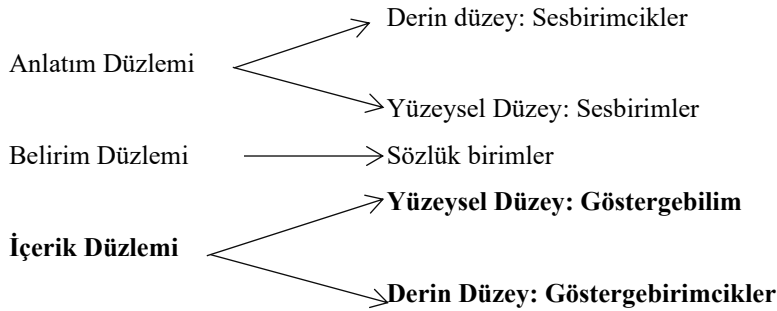 Derin düzey: Sesbirimcikler
Anlatım Düzlemi
Yüzeysel Düzey: Sesbirimler
Belirim Düzlemi
Sözlük birimler
Yüzeysel Düzey: Göstergebilim
İçerik Düzlemi
Derin Düzey: Göstergebirimcikler